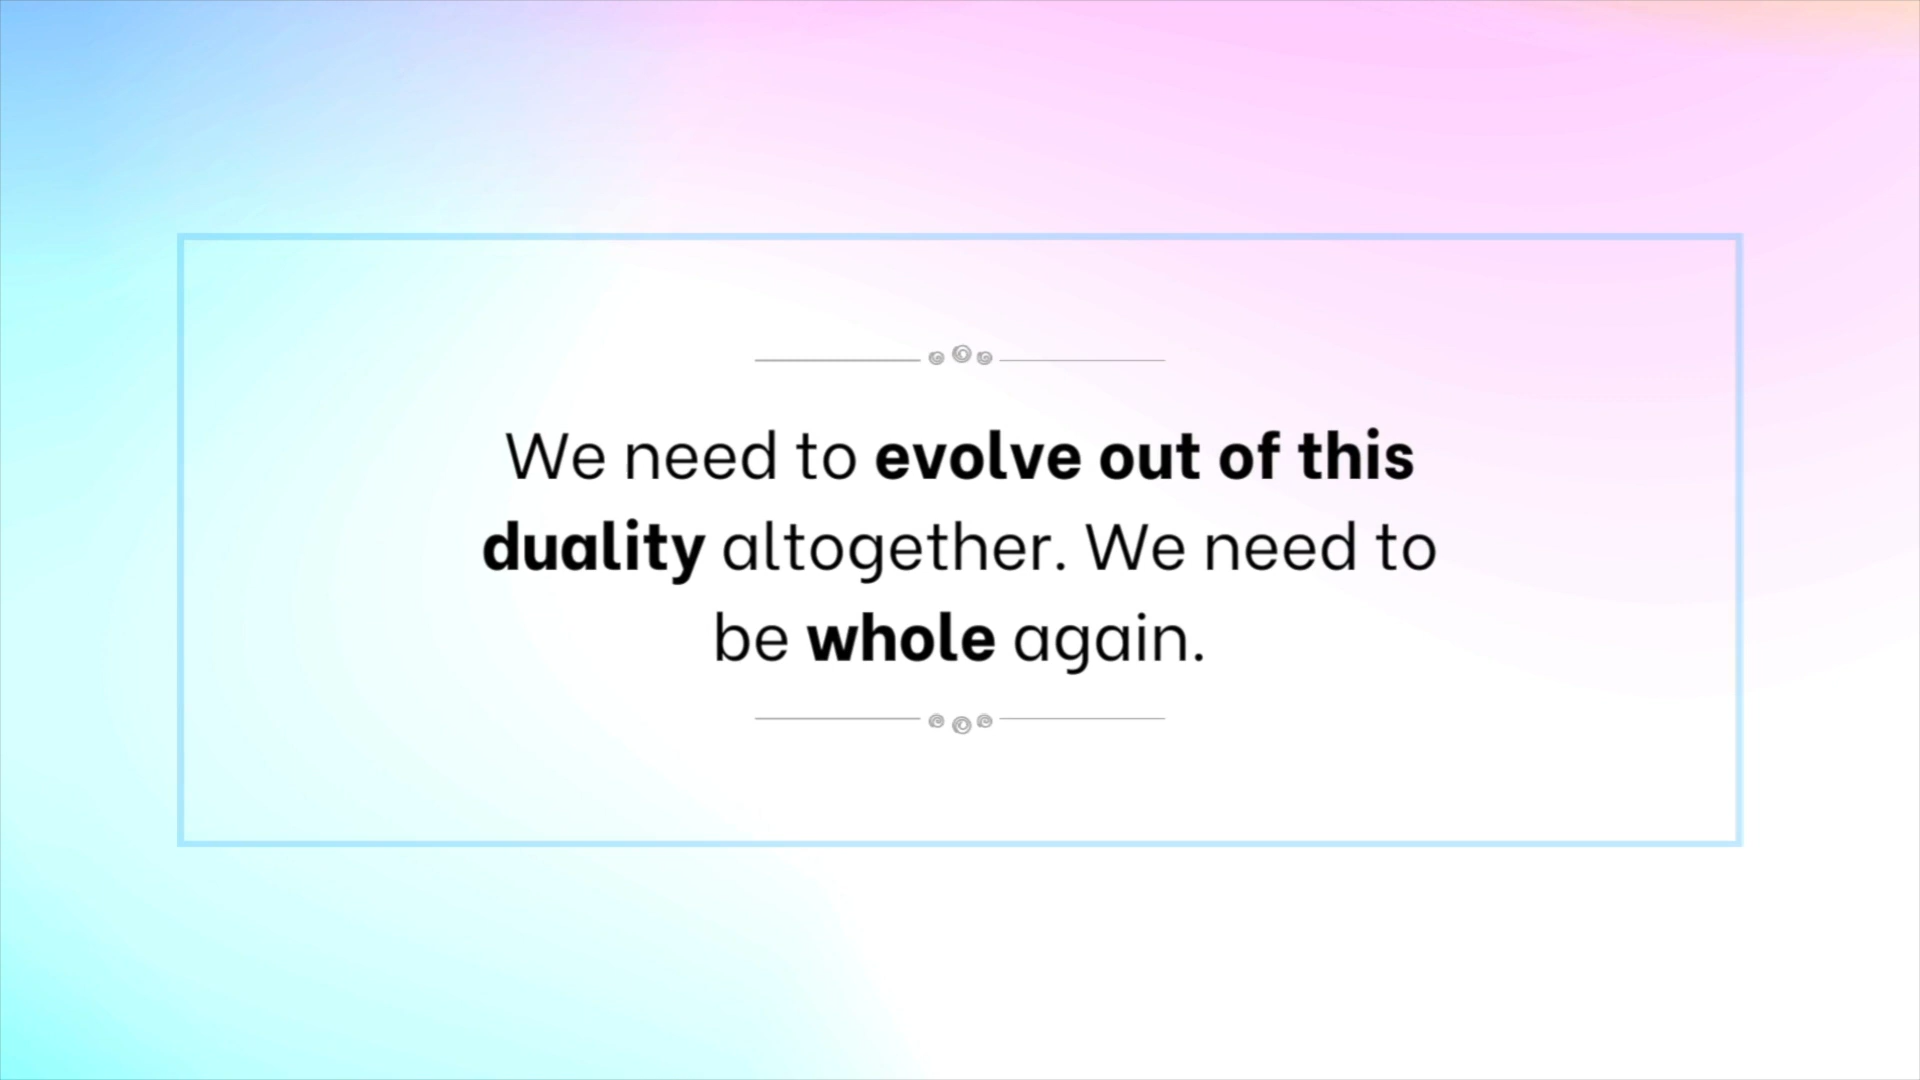 We need to evolve out of this
duality altogether. We need to
be whole again.